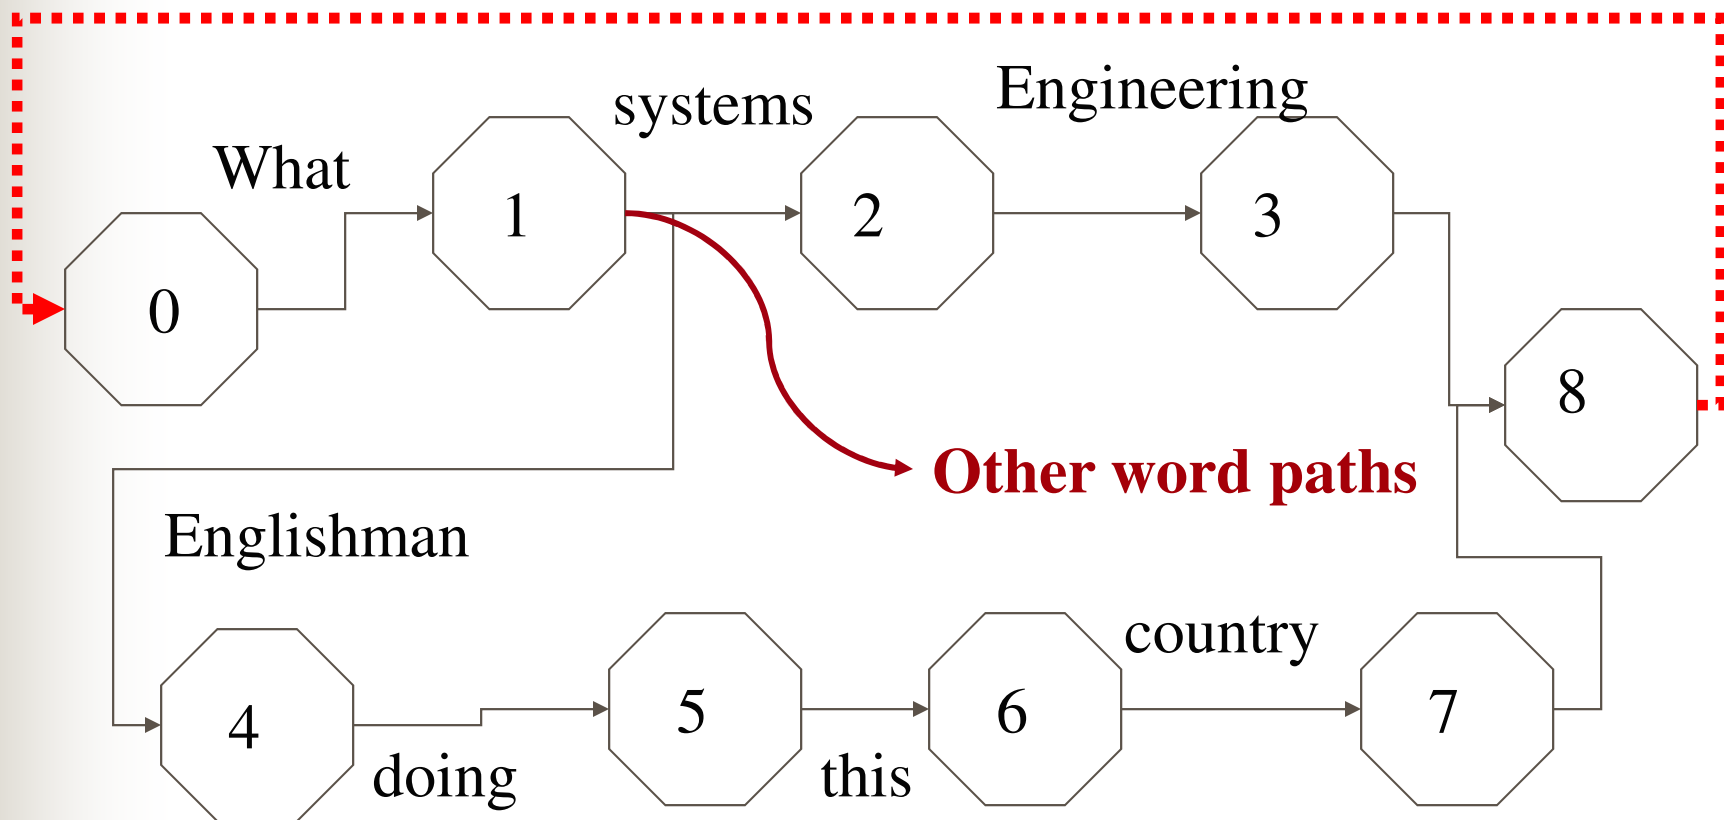 Engineering
systems
What
1
2
3
0
8
Other word paths
Englishman
country
4
5
6
7
doing
this